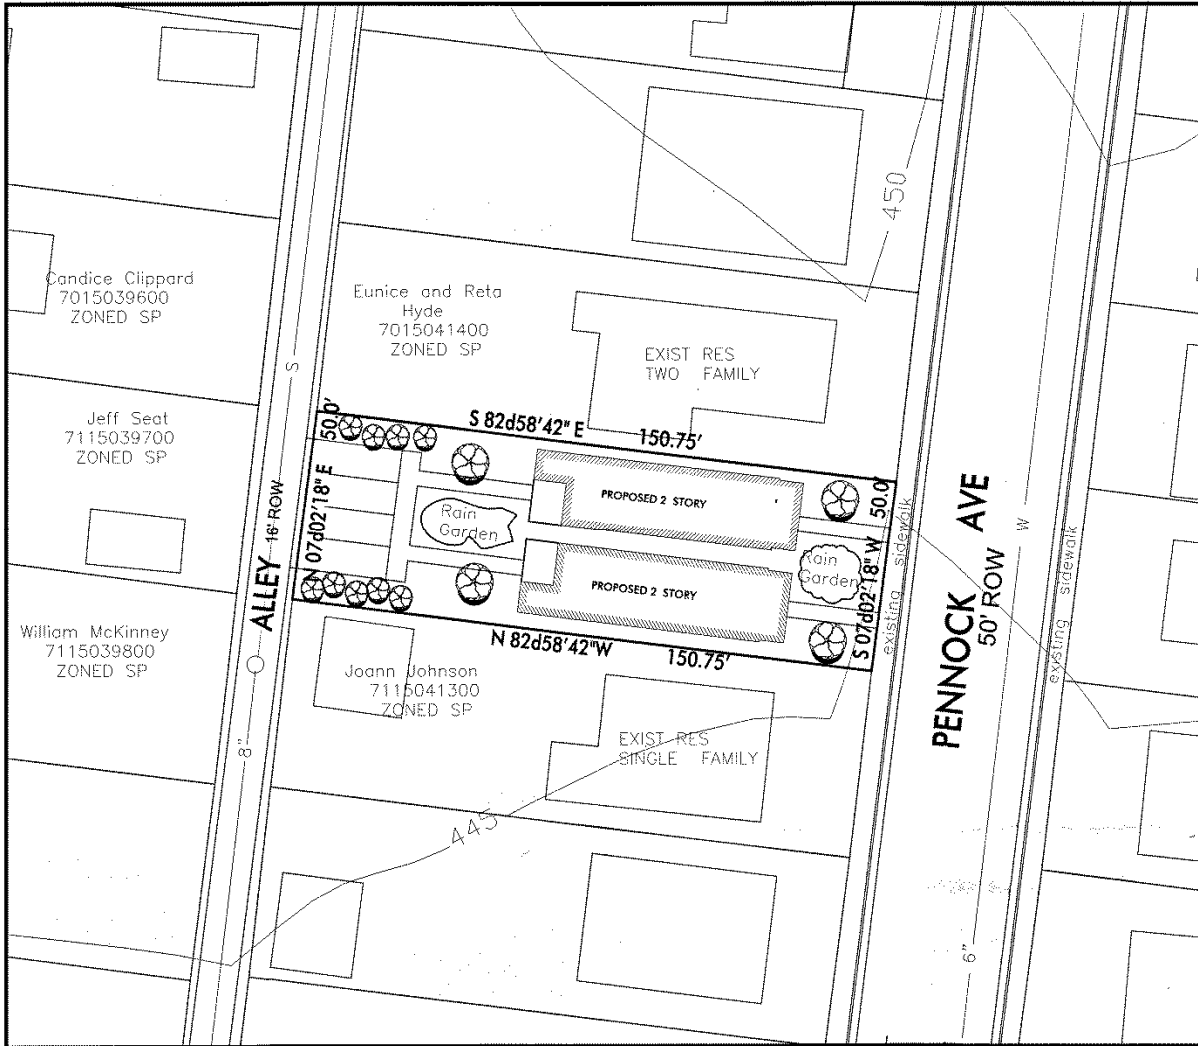 450
Candice Clippard
7015039600
ZONED SP
Eunice and Reta
Hyde
7015041400
ZONED SP
EXIST RES
TWO FAMILY
S
Jeff Seat
7115039700
ZONED SP
50.0'
S 82d58'42" E
150.75'
N 07d02'18" E
ALLEY 16' ROW
PROPOSED 2 STORY
Rain
Garden
50.0'
existing sidewalk
PENNOCK AVE
50' ROW
W
existing sidewalk
Rain
Garden
S 07d02'18" W
PROPOSED 2 STORY
William McKinney
7115039800
ZONED SP
N 82d58'42"W
150.75'
Joann Johnson
7115041300
ZONED SP
8"
EXIST RES
SINGLE FAMILY
445
6"